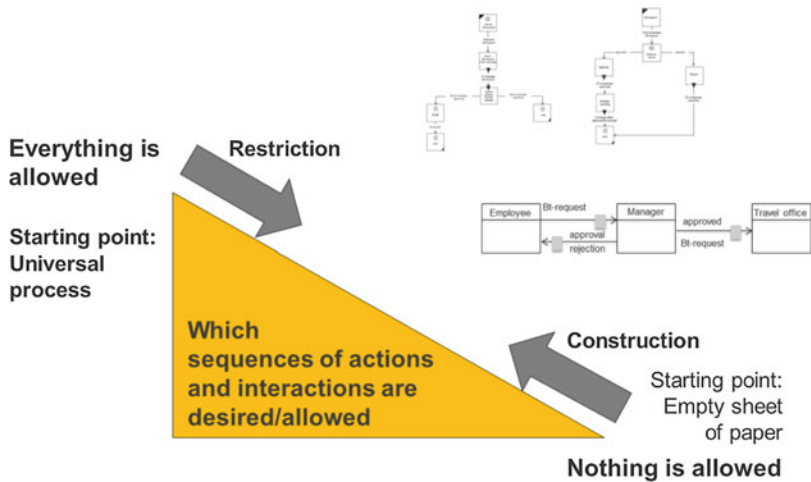 Everything is
allowed
Restriction
Starting point:
Universal
process
Employee
Bt-request
Manager
approved
Travel office
approval
rejection
Bt-request
Which
sequences of actions
and interactions are
desired/allowed
Construction
Starting point:
Empty sheet
of paper
Nothing is allowed